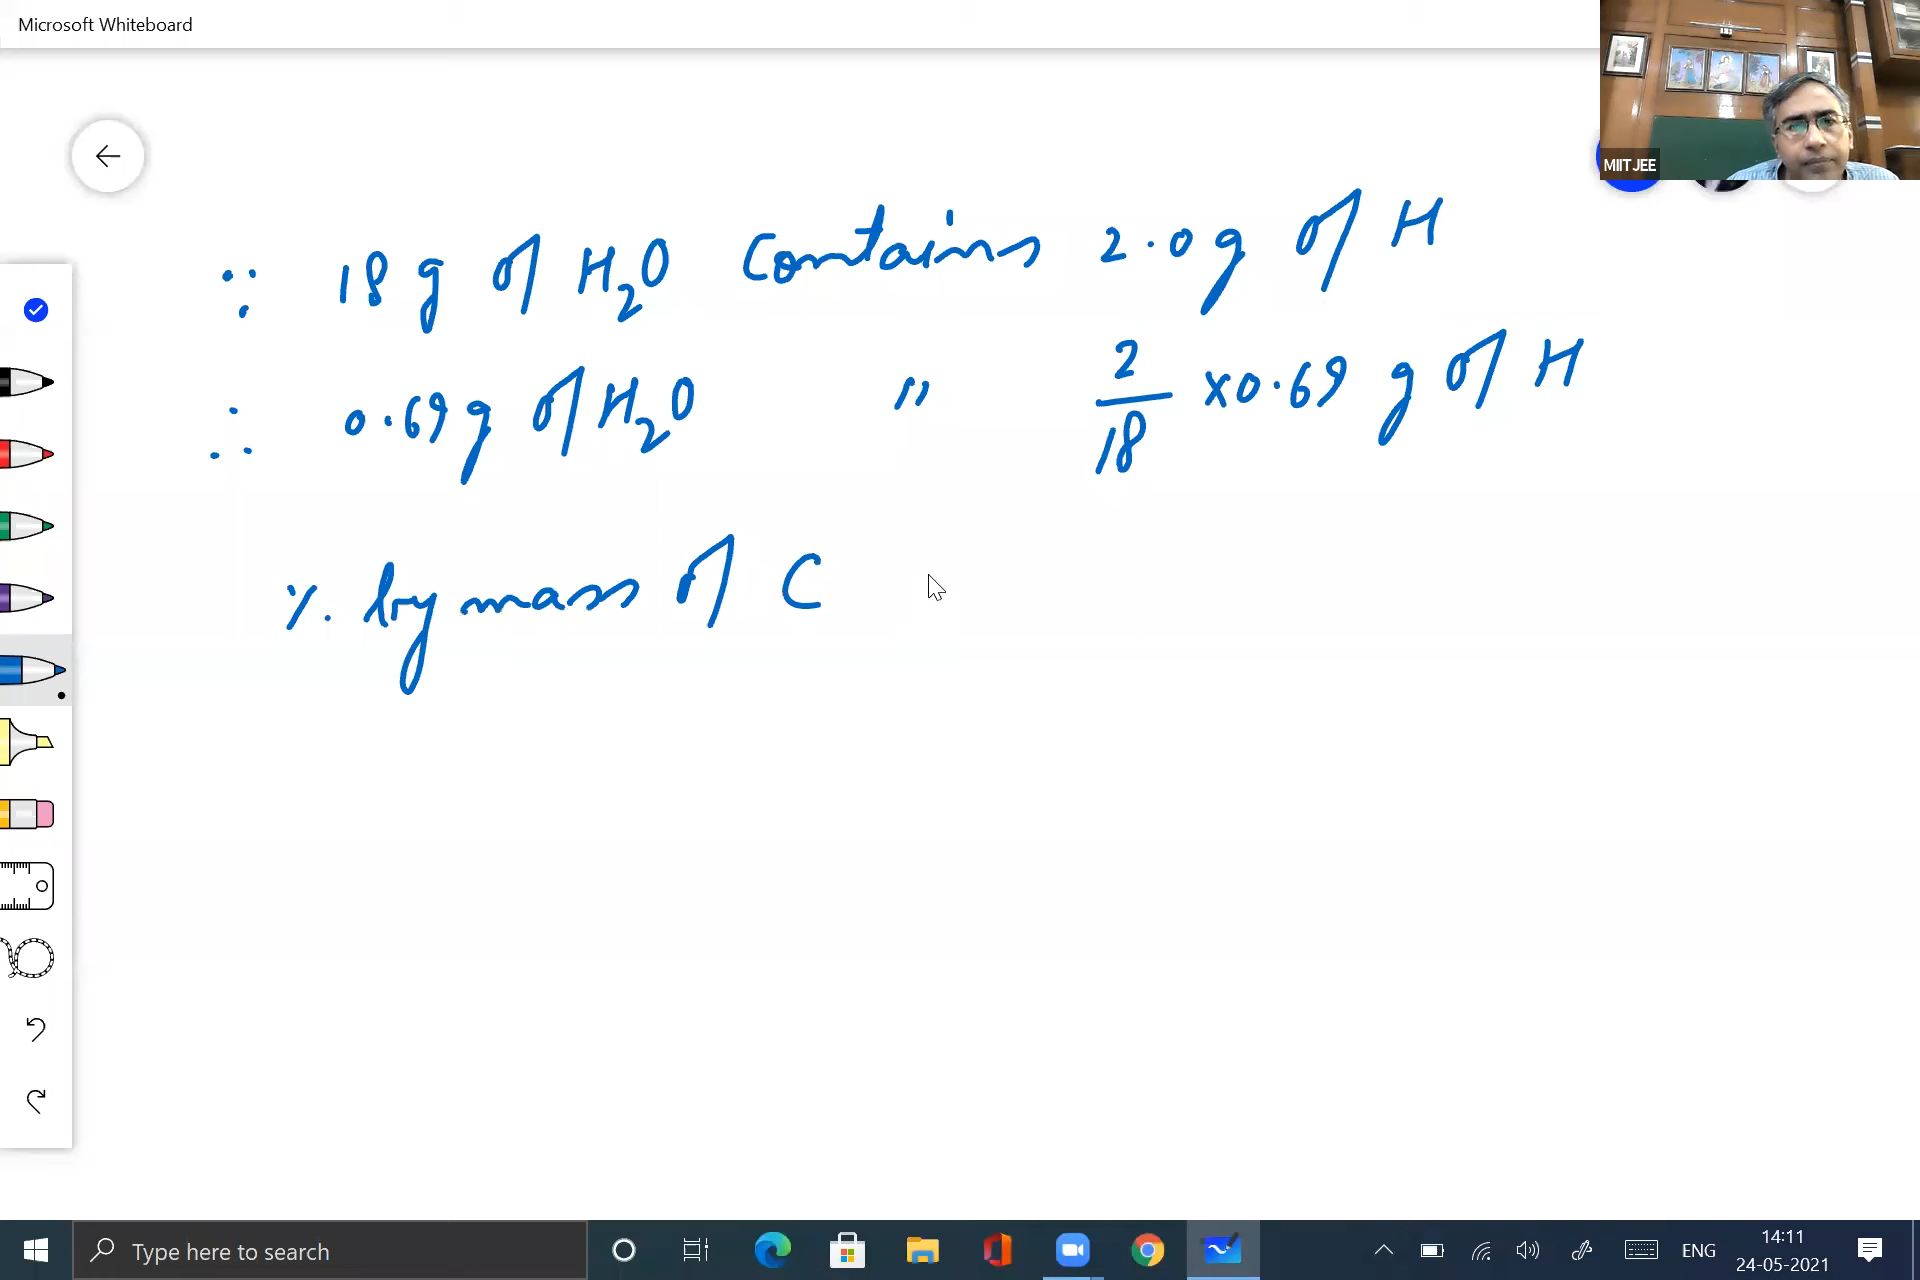 Microsoft Whiteboard
MIIT JEE
∵ 18 g of H₂O contains 2.0 g of H
∴ 0.69 g of H₂O " 2/18 × 0.69 g of H
% by mass of C
Type here to search
ENG
14:11
24-05-2021